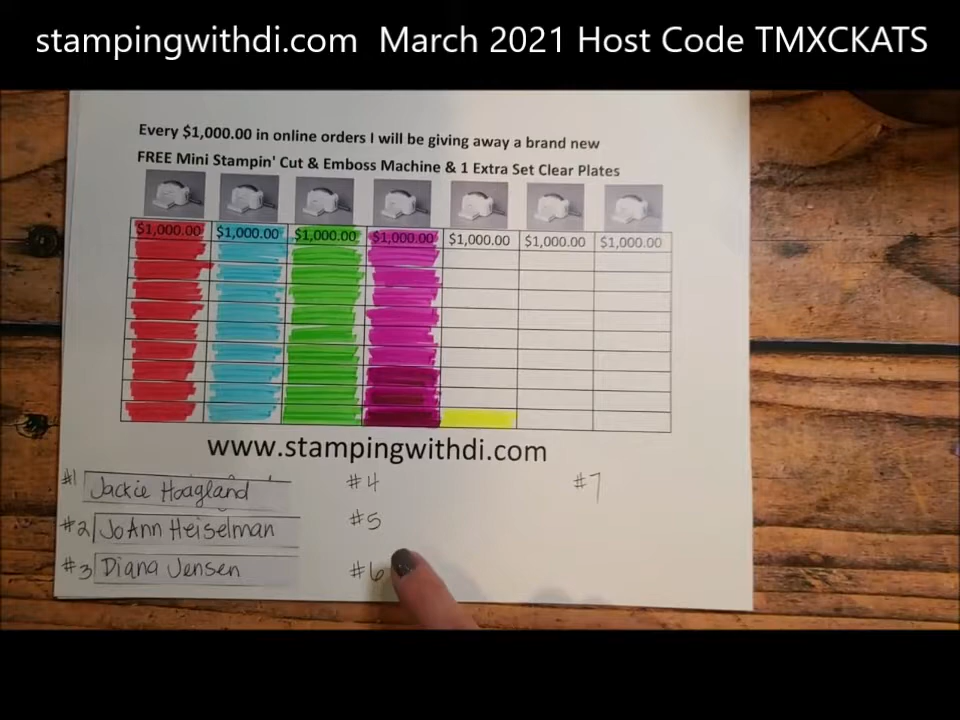 stampingwithdi.com March 2021 Host Code TMXCKATS
Every $1,000.00 in online orders I will be giving away a brand new
FREE Mini Stampin' Cut & Emboss Machine & 1 Extra Set Clear Plates
$1,000.00 $1,000.00 $1,000.00 $1,000.00 $1,000.00 $1,000.00 $1,000.00
www.stampingwithdi.com
#1 Jackie Hoagland #4 #7
#2 JoAnn Heiselman #5
#3 Diana Jensen #6